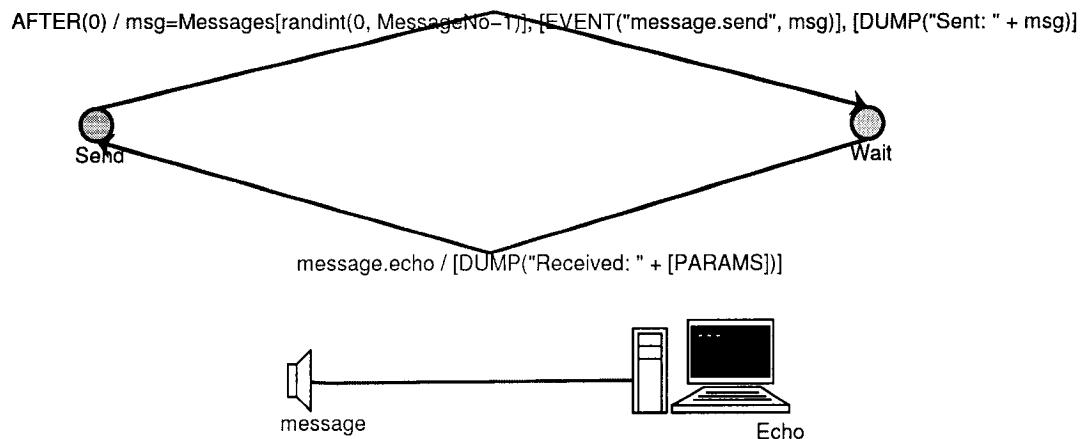 AFTER(0) / msg=Messages[randint(0, MessageNo−1)], [EVENT("message.send", msg)], [DUMP("Sent: " + msg)]
Send
Wait
message.echo / [DUMP("Received: " + [PARAMS])]
message
Echo